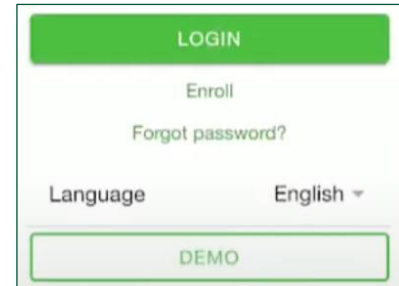 LOGIN
Enroll
Forgot password?
Language English
DEMO